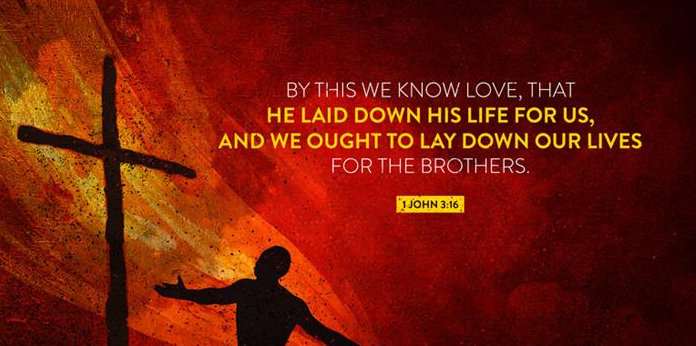 BY THIS WE KNOW LOVE, THAT
HE LAID DOWN HIS LIFE FOR US,
AND WE OUGHT TO LAY DOWN OUR LIVES
FOR THE BROTHERS.
1 JOHN 3:16